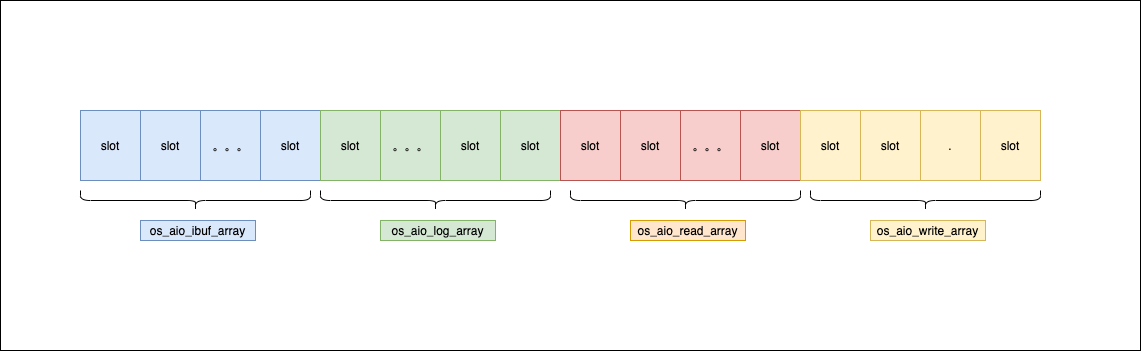 slot slot 。。。 slot slot 。。。 slot slot slot slot 。。。 slot slot slot . slot
os_aio_ibuf_array os_aio_log_array os_aio_read_array os_aio_write_array